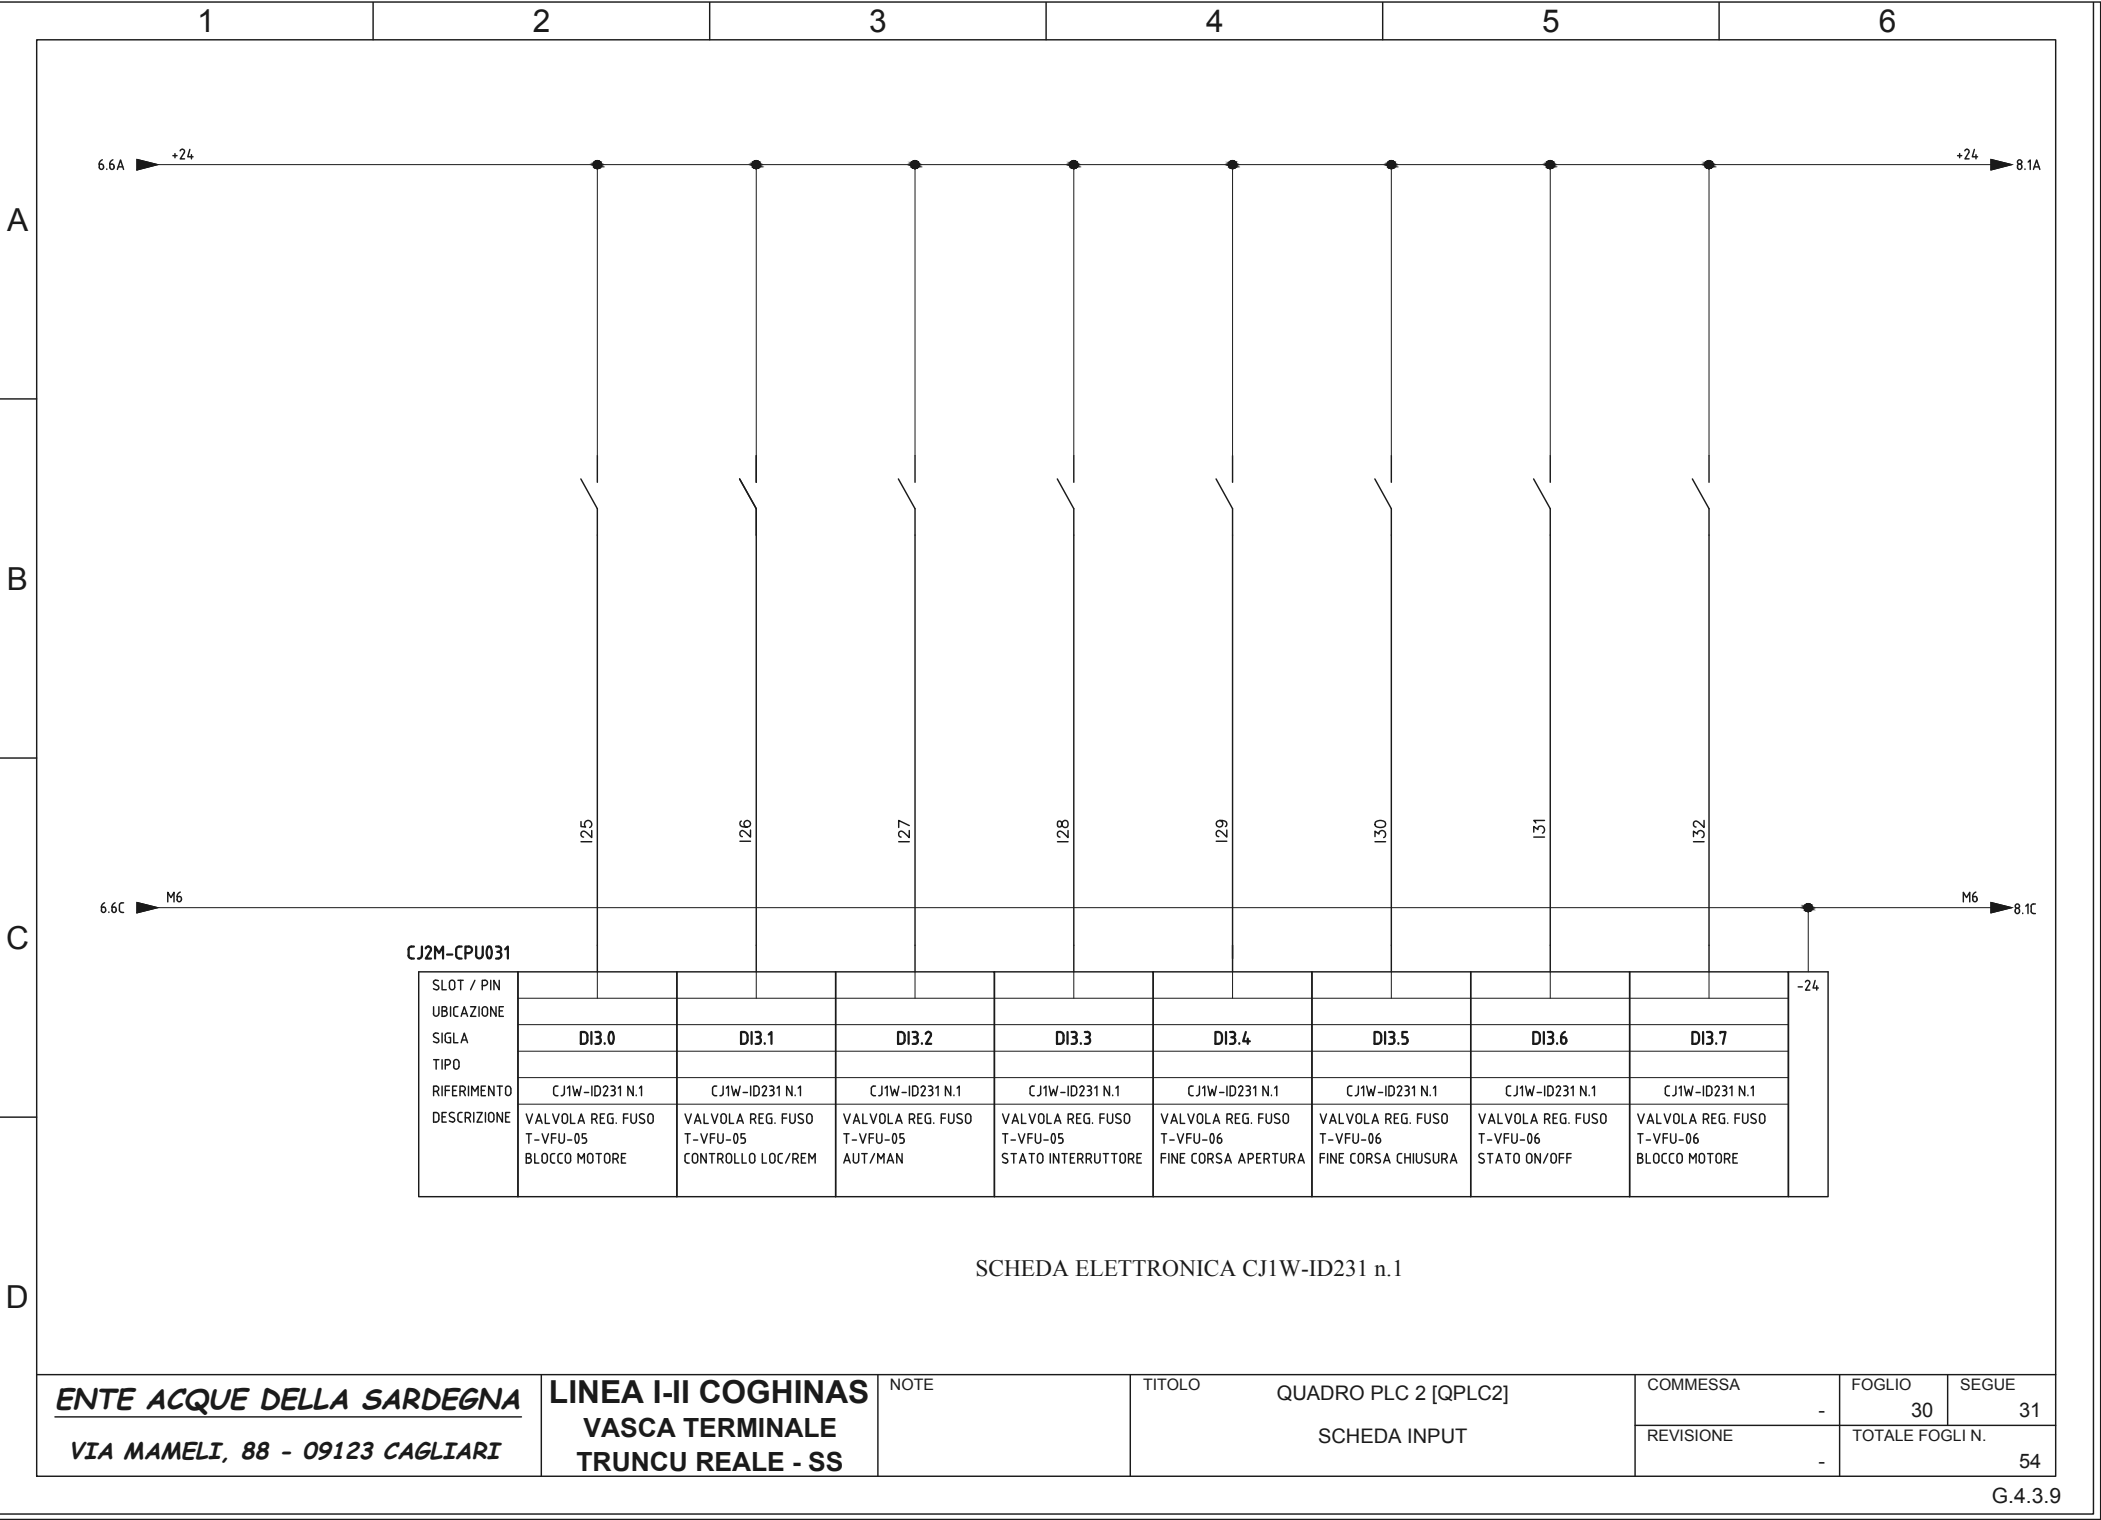 1 2 3 4 5 6
A
B
C
D
6.6A +24 +24 8.1A
I25 I26 I27 I28 I29 I30 I31 I32
6.6C M6 M6 8.1C
CJ2M-CPU031
SLOT / PIN -24
UBICAZIONE
SIGLA DI3.0 DI3.1 DI3.2 DI3.3 DI3.4 DI3.5 DI3.6 DI3.7
TIPO
RIFERIMENTO CJ1W-ID231 N.1 CJ1W-ID231 N.1 CJ1W-ID231 N.1 CJ1W-ID231 N.1 CJ1W-ID231 N.1 CJ1W-ID231 N.1 CJ1W-ID231 N.1 CJ1W-ID231 N.1
DESCRIZIONE
VALVOLA REG. FUSO
T-VFU-05
BLOCCO MOTORE
VALVOLA REG. FUSO
T-VFU-05
CONTROLLO LOC/REM
VALVOLA REG. FUSO
T-VFU-05
AUT/MAN
VALVOLA REG. FUSO
T-VFU-05
STATO INTERRUTTORE
VALVOLA REG. FUSO
T-VFU-06
FINE CORSA APERTURA
VALVOLA REG. FUSO
T-VFU-06
FINE CORSA CHIUSURA
VALVOLA REG. FUSO
T-VFU-06
STATO ON/OFF
VALVOLA REG. FUSO
T-VFU-06
BLOCCO MOTORE
SCHEDA ELETTRONICA CJ1W-ID231 n.1
ENTE ACQUE DELLA SARDEGNA
VIA MAMELI, 88 - 09123 CAGLIARI
LINEA I-II COGHINAS
VASCA TERMINALE
TRUNCU REALE - SS
NOTE
TITOLO
QUADRO PLC 2 [QPLC2]
SCHEDA INPUT
COMMESSA
-
REVISIONE
-
FOGLIO
30
SEGUE
31
TOTALE FOGLI N.
54
G.4.3.9